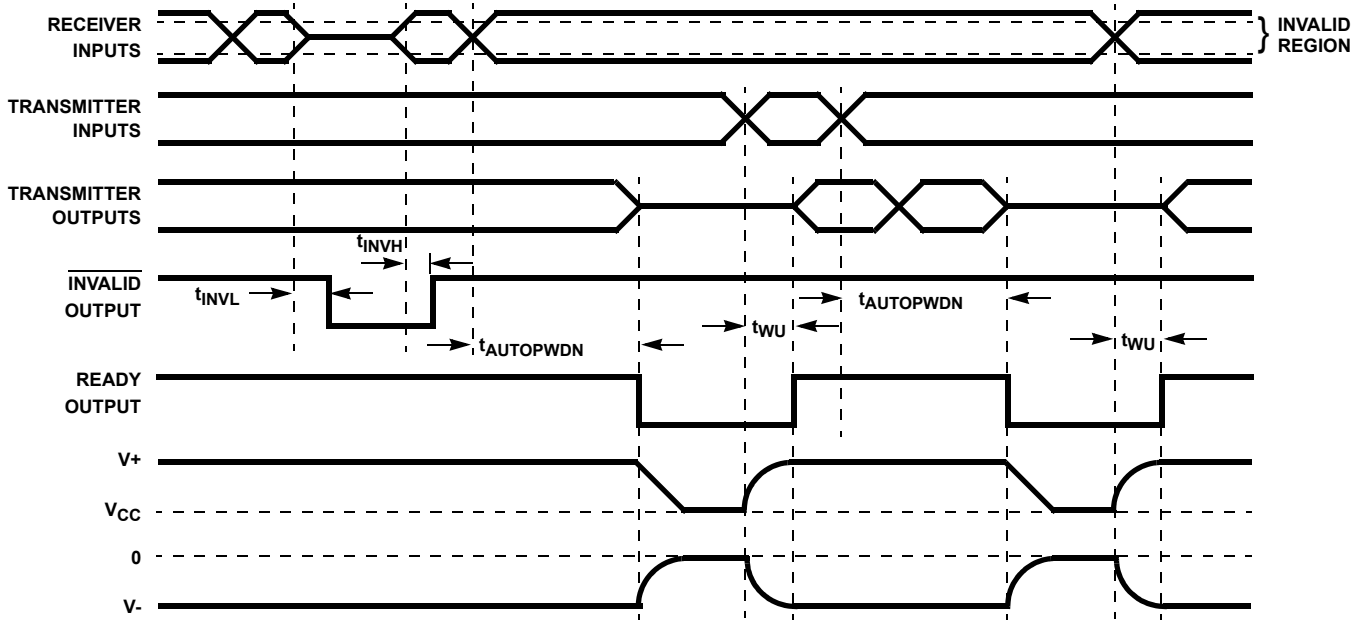 RECEIVER
INPUTS
} INVALID
REGION
TRANSMITTER
INPUTS
TRANSMITTER
OUTPUTS
tINVH
INVALID
OUTPUT
tINVL
tAUTOPWDN
tWU
tAUTOPWDN
tWU
READY
OUTPUT
V+
VCC
0
V-